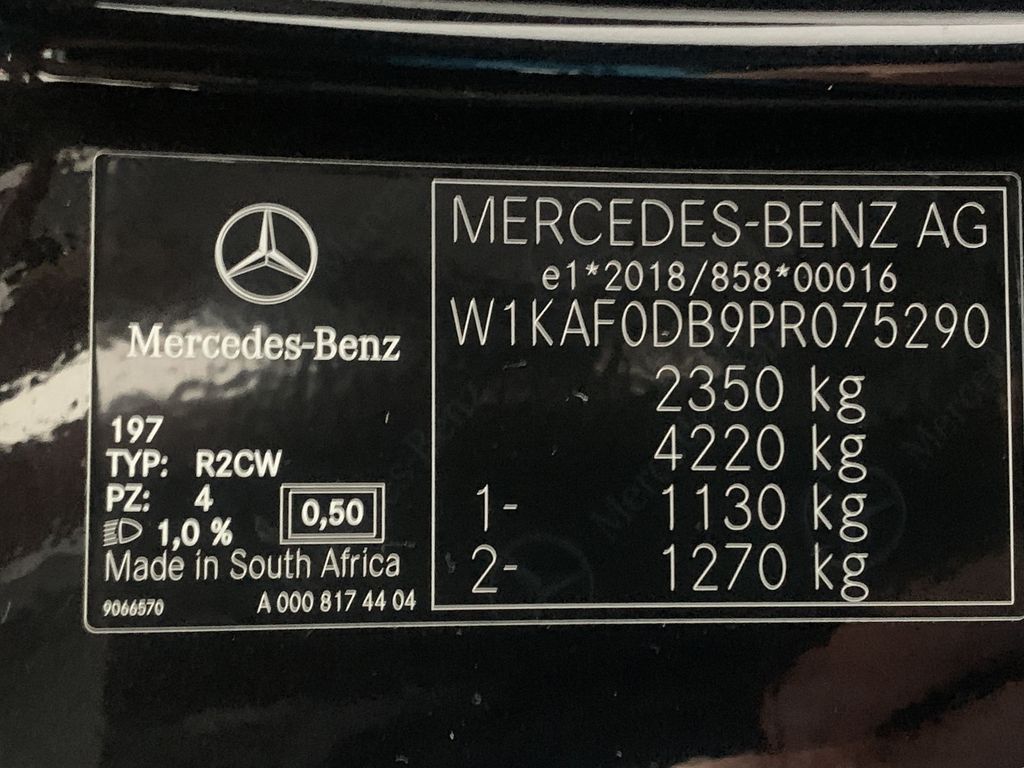 Mercedes-Benz
197
TYP: R2CW
PZ: 4
1,0 %
0,50
Made in South Africa
9066570 A 000 817 44 04
MERCEDES-BENZ AG
e1*2018/858*00016
W1KAF0DB9PR075290
2350 kg
4220 kg
1- 1130 kg
2- 1270 kg